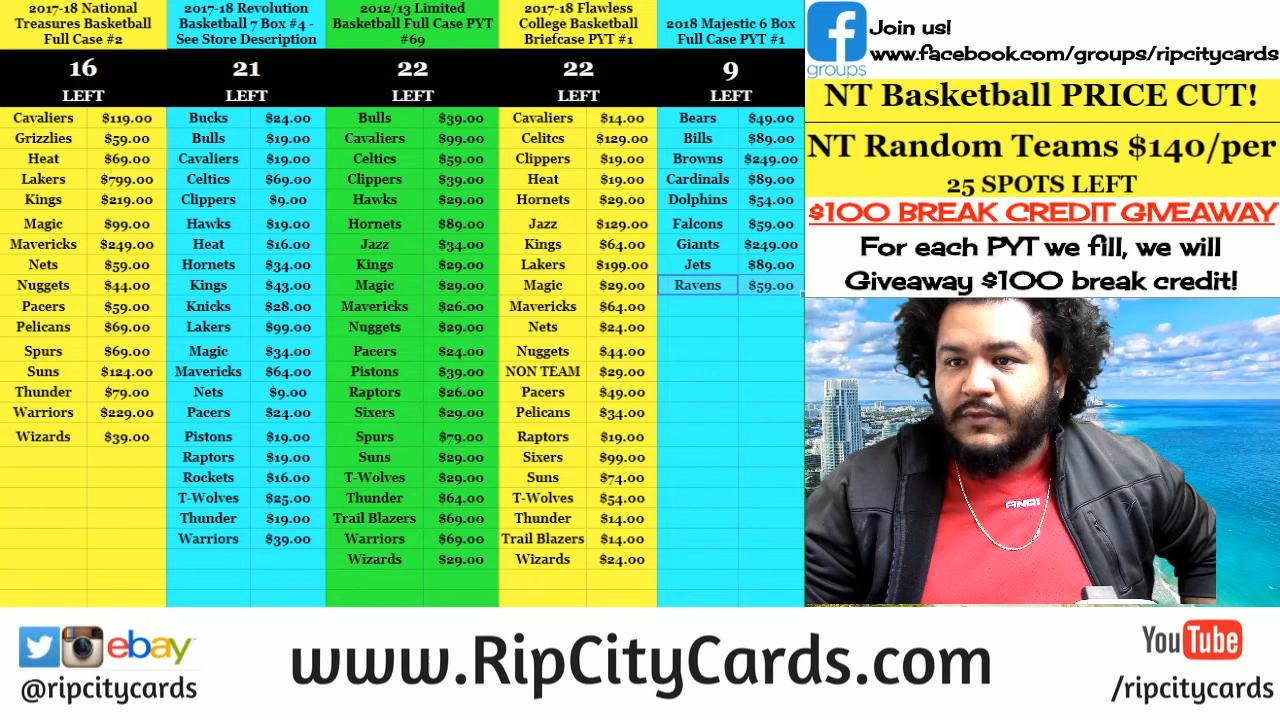 2017-18 National
Treasures Basketball
Full Case #2
16
LEFT
Cavaliers $119.00
Grizzlies $59.00
Heat $69.00
Lakers $799.00
Kings $219.00
Magic $99.00
Mavericks $249.00
Nets $59.00
Nuggets $44.00
Pacers $59.00
Pelicans $69.00
Spurs $69.00
Suns $124.00
Thunder $79.00
Warriors $229.00
Wizards $39.00
2017-18 Revolution
Basketball 7 Box #4 -
See Store Description
21
LEFT
Bucks $24.00
Bulls $19.00
Cavaliers $19.00
Celtics $69.00
Clippers $9.00
Hawks $19.00
Heat $16.00
Hornets $34.00
Kings $43.00
Knicks $28.00
Lakers $99.00
Magic $34.00
Mavericks $64.00
Nets $9.00
Pacers $24.00
Pistons $19.00
Raptors $19.00
Rockets $16.00
T-Wolves $25.00
Thunder $19.00
Warriors $39.00
2012/13 Limited
Basketball Full Case PYT
#69
22
LEFT
Bulls $39.00
Cavaliers $99.00
Celtics $59.00
Clippers $39.00
Hawks $29.00
Hornets $89.00
Jazz $34.00
Kings $29.00
Magic $29.00
Mavericks $26.00
Nuggets $29.00
Pacers $24.00
Pistons $39.00
Raptors $26.00
Sixers $29.00
Spurs $79.00
Suns $29.00
T-Wolves $29.00
Thunder $64.00
Trail Blazers $69.00
Warriors $69.00
Wizards $29.00
2017-18 Flawless
College Basketball
Briefcase PYT #1
22
LEFT
Cavaliers $14.00
Celitcs $129.00
Clippers $19.00
Heat $19.00
Hornets $29.00
Jazz $129.00
Kings $64.00
Lakers $199.00
Magic $29.00
Mavericks $64.00
Nets $24.00
Nuggets $44.00
NON TEAM $29.00
Pacers $49.00
Pelicans $34.00
Raptors $19.00
Sixers $99.00
Suns $74.00
T-Wolves $54.00
Thunder $14.00
Trail Blazers $14.00
Wizards $24.00
2018 Majestic 6 Box
Full Case PYT #1
9
LEFT
Bears $49.00
Bills $89.00
Browns $249.00
Cardinals $89.00
Dolphins $54.00
Falcons $59.00
Giants $249.00
Jets $89.00
Ravens $59.00
f
groups
Join us!
www.facebook.com/groups/ripcitycards
NT Basketball PRICE CUT!
NT Random Teams $140/per
25 SPOTS LEFT
$100 BREAK CREDIT GIVEAWAY
For each PYT we fill, we will
Giveaway $100 break credit!
AND1
ebay
@ripcitycards
www.RipCityCards.com
YouTube
/ripcitycards